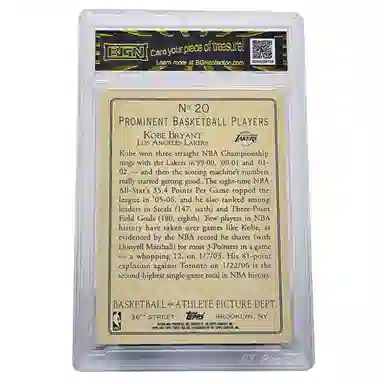 BGN
Care your piece of treasure!
Learn more at BGNcollection.com
No 20
PROMINENT BASKETBALL PLAYERS
KOBE BRYANT
LOS ANGELES LAKERS
LAKERS
Kobe won three straight NBA Championship
rings with the Lakers in 99-00, 00-01 and 01-
02 — and then the scoring machine's numbers
really started getting good. The eight-time NBA
All-Star's 35.4 Points Per Game topped the
league in '05-06, and he also ranked among
leaders in Steals (147, sixth) and Three-Point
Field Goals (180, eighth). Few players in NBA
history have taken over games like Kobe, as
evidenced by the NBA record he shares (with
Donyell Marshall) for most 3-Pointers in a game
— a whopping 12, on 1/7/03. His 81-point
explosion against Toronto on 1/22/06 is the
second-highest single-game total in NBA history.
BASKETBALL ATHLETE PICTURE DEPT.
36TH STREET Topps BROOKLYN, NY